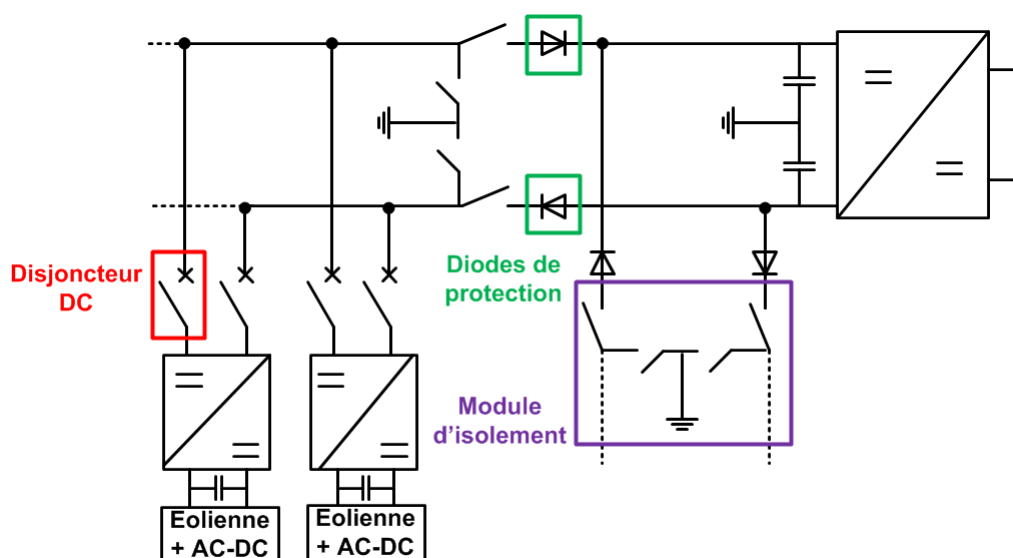 Disjoncteur
DC
Diodes de
protection
Module
d'isolement
Eolienne
+ AC-DC
Eolienne
+ AC-DC